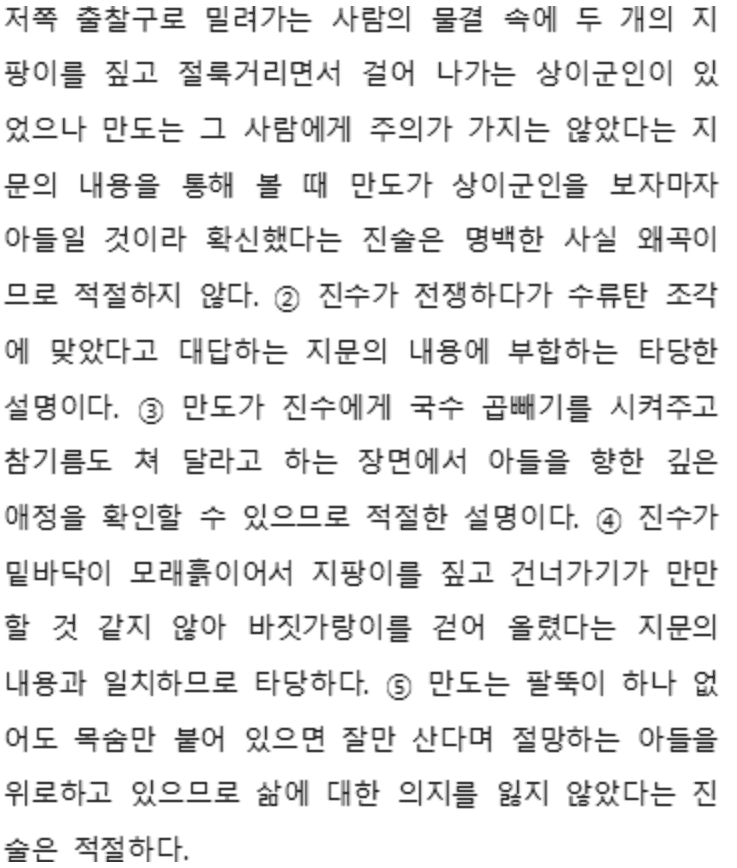 저쪽 출찰구로 밀려가는 사람의 물결 속에 두 개의 지
팡이를 짚고 절룩거리면서 걸어 나가는 상이군인이 있
었으나 만도는 그 사람에게 주의가 가지는 않았다는 지
문의 내용을 통해 볼 때 만도가 상이군인을 보자마자
아들일 것이라 확신했다는 진술은 명백한 사실 왜곡이
므로 적절하지 않다. ② 진수가 전쟁하다가 수류탄 조각
에 맞았다고 대답하는 지문의 내용에 부합하는 타당한
설명이다. ③ 만도가 진수에게 국수 곱빼기를 시켜주고
참기름도 쳐 달라고 하는 장면에서 아들을 향한 깊은
애정을 확인할 수 있으므로 적절한 설명이다. ④ 진수가
밑바닥이 모래흙이어서 지팡이를 짚고 건너가기가 만만
할 것 같지 않아 바짓가랑이를 걷어 올렸다는 지문의
내용과 일치하므로 타당하다. ⑤ 만도는 팔뚝이 하나 없
어도 목숨만 붙어 있으면 잘만 산다며 절망하는 아들을
위로하고 있으므로 삶에 대한 의지를 잃지 않았다는 진
술은 적절하다.